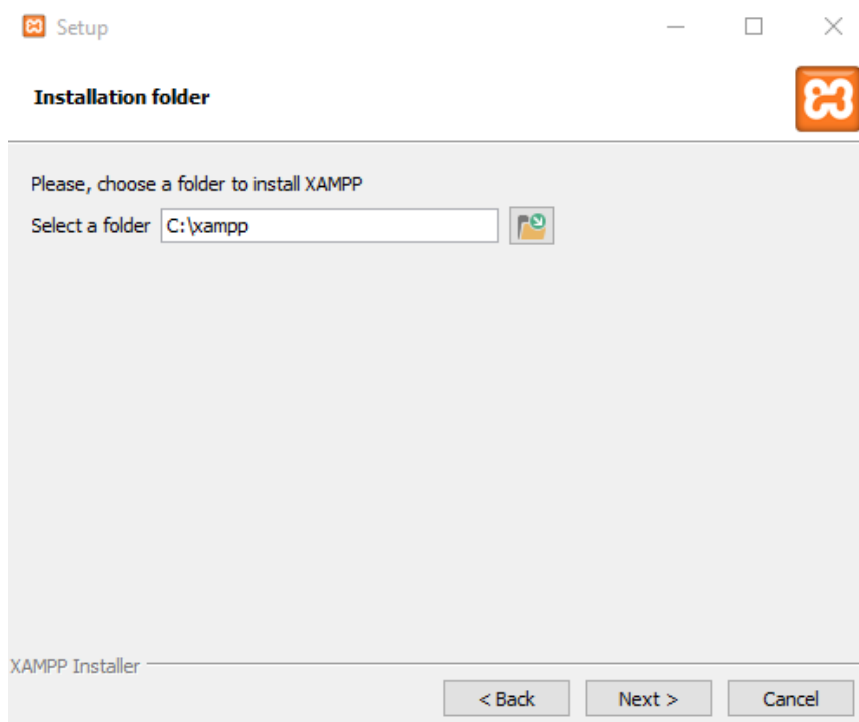 Setup
Installation folder
Please, choose a folder to install XAMPP
Select a folder C:\xampp
XAMPP Installer
< Back Next > Cancel